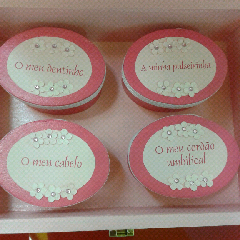 O meu dentinho
A minha pulseirinha
O meu cabelo
O meu cordão
umbilical